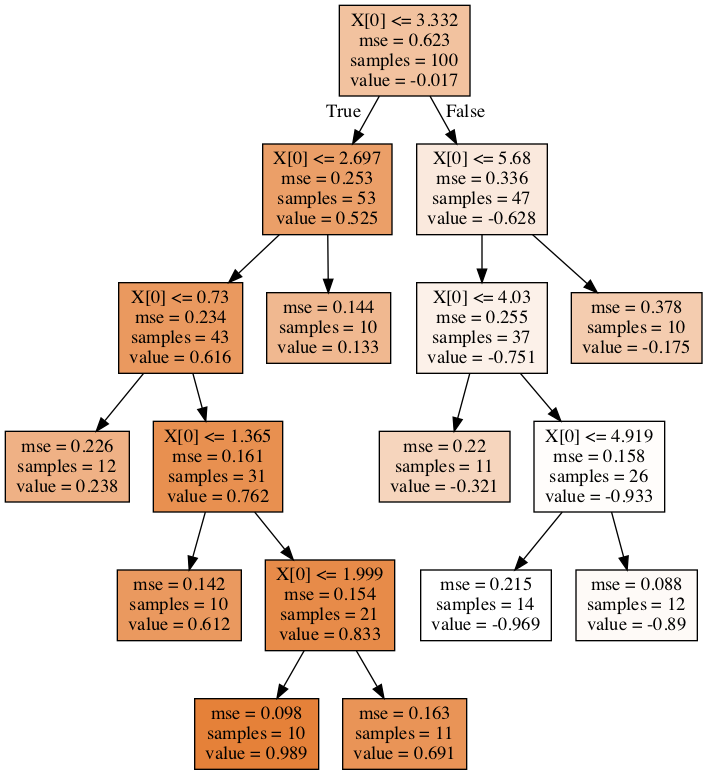 X[0] <= 3.332
mse = 0.623
samples = 100
value = -0.017
True
False
X[0] <= 2.697
mse = 0.253
samples = 53
value = 0.525
X[0] <= 5.68
mse = 0.336
samples = 47
value = -0.628
X[0] <= 0.73
mse = 0.234
samples = 43
value = 0.616
mse = 0.144
samples = 10
value = 0.133
X[0] <= 4.03
mse = 0.255
samples = 37
value = -0.751
mse = 0.378
samples = 10
value = -0.175
mse = 0.226
samples = 12
value = 0.238
X[0] <= 1.365
mse = 0.161
samples = 31
value = 0.762
mse = 0.22
samples = 11
value = -0.321
X[0] <= 4.919
mse = 0.158
samples = 26
value = -0.933
mse = 0.142
samples = 10
value = 0.612
X[0] <= 1.999
mse = 0.154
samples = 21
value = 0.833
mse = 0.215
samples = 14
value = -0.969
mse = 0.088
samples = 12
value = -0.89
mse = 0.098
samples = 10
value = 0.989
mse = 0.163
samples = 11
value = 0.691